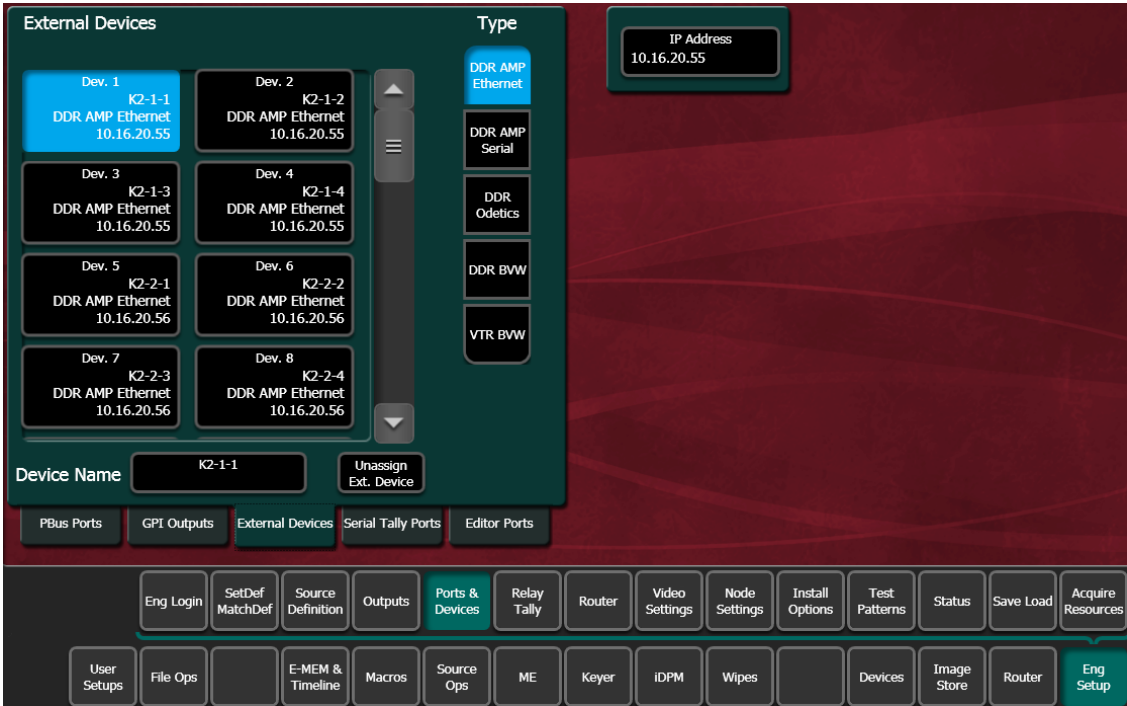 External Devices
Type
IP Address
10.16.20.55
Dev. 1
K2-1-1
DDR AMP Ethernet
10.16.20.55
Dev. 2
K2-1-2
DDR AMP Ethernet
10.16.20.55
DDR AMP
Ethernet
DDR AMP
Serial
Dev. 3
K2-1-3
DDR AMP Ethernet
10.16.20.55
Dev. 4
K2-1-4
DDR AMP Ethernet
10.16.20.55
DDR
Odetics
Dev. 5
K2-2-1
DDR AMP Ethernet
10.16.20.56
Dev. 6
K2-2-2
DDR AMP Ethernet
10.16.20.56
DDR BVW
VTR BVW
Dev. 7
K2-2-3
DDR AMP Ethernet
10.16.20.56
Dev. 8
K2-2-4
DDR AMP Ethernet
10.16.20.56
Device Name
K2-1-1
Unassign
Ext. Device
PBus Ports
GPI Outputs
External Devices
Serial Tally Ports
Editor Ports
Eng Login
SetDef
MatchDef
Source
Definition
Outputs
Ports &
Devices
Relay
Tally
Router
Video
Settings
Node
Settings
Install
Options
Test
Patterns
Status
Save Load
Acquire
Resources
User
Setups
File Ops
E-MEM &
Timeline
Macros
Source
Ops
ME
Keyer
iDPM
Wipes
Devices
Image
Store
Router
Eng
Setup